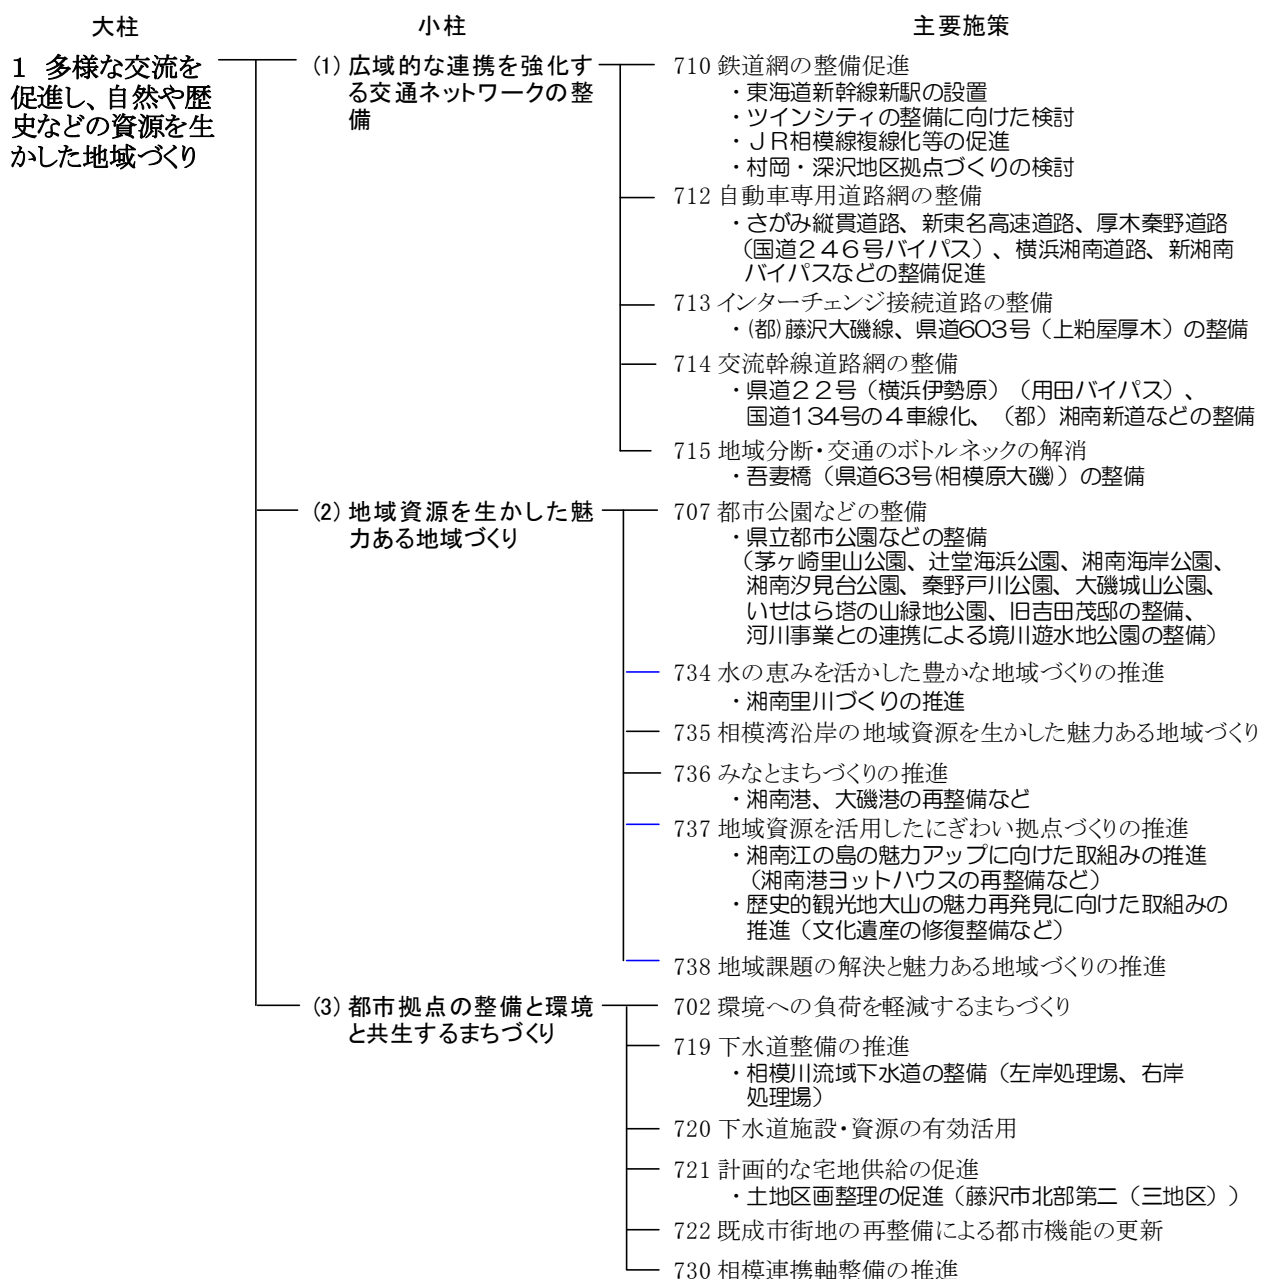 大柱
小柱
主要施策
1 多様な交流を
促進し、自然や歴
史などの資源を生
かした地域づくり
(1) 広域的な連携を強化す
る交通ネットワークの整
備
710 鉄道網の整備促進
・東海道新幹線新駅の設置
・ツインシティの整備に向けた検討
・ＪＲ相模線複線化等の促進
・村岡・深沢地区拠点づくりの検討
712 自動車専用道路網の整備
・さがみ縦貫道路、新東名高速道路、厚木秦野道路
（国道２４６号バイパス）、横浜湘南道路、新湘南
バイパスなどの整備促進
713 インターチェンジ接続道路の整備
・(都)藤沢大磯線、県道603号（上粕屋厚木）の整備
714 交流幹線道路網の整備
・県道２２号（横浜伊勢原）（用田バイパス）、
国道134号の４車線化、（都）湘南新道などの整備
715 地域分断・交通のボトルネックの解消
・吾妻橋（県道63号(相模原大磯)）の整備
(2) 地域資源を生かした魅
力ある地域づくり
707 都市公園などの整備
・県立都市公園などの整備
（茅ヶ崎里山公園、辻堂海浜公園、湘南海岸公園、
湘南汐見台公園、秦野戸川公園、大磯城山公園、
いせはら塔の山緑地公園、旧吉田茂邸の整備、
河川事業との連携による境川遊水地公園の整備）
734 水の恵みを活かした豊かな地域づくりの推進
・湘南里川づくりの推進
735 相模湾沿岸の地域資源を生かした魅力ある地域づくり
736 みなとまちづくりの推進
・湘南港、大磯港の再整備など
737 地域資源を活用したにぎわい拠点づくりの推進
・湘南江の島の魅力アップに向けた取組みの推進
（湘南港ヨットハウスの再整備など）
・歴史的観光地大山の魅力再発見に向けた取組みの
推進（文化遺産の修復整備など）
738 地域課題の解決と魅力ある地域づくりの推進
(3) 都市拠点の整備と環境
と共生するまちづくり
702 環境への負荷を軽減するまちづくり
719 下水道整備の推進
・相模川流域下水道の整備（左岸処理場、右岸
処理場）
720 下水道施設・資源の有効活用
721 計画的な宅地供給の促進
・土地区画整理の促進（藤沢市北部第二（三地区））
722 既成市街地の再整備による都市機能の更新
730 相模連携軸整備の推進